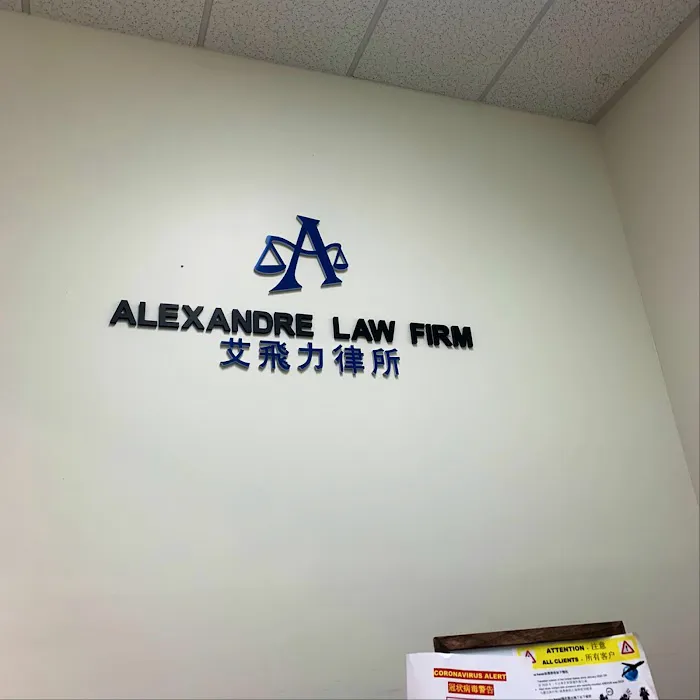 A
ALEXANDRE LAW FIRM
艾飛力律所
CORONAVIRUS ALERT
冠状病毒警告
ATTENTION - 注意
ALL CLIENTS - 所有客户